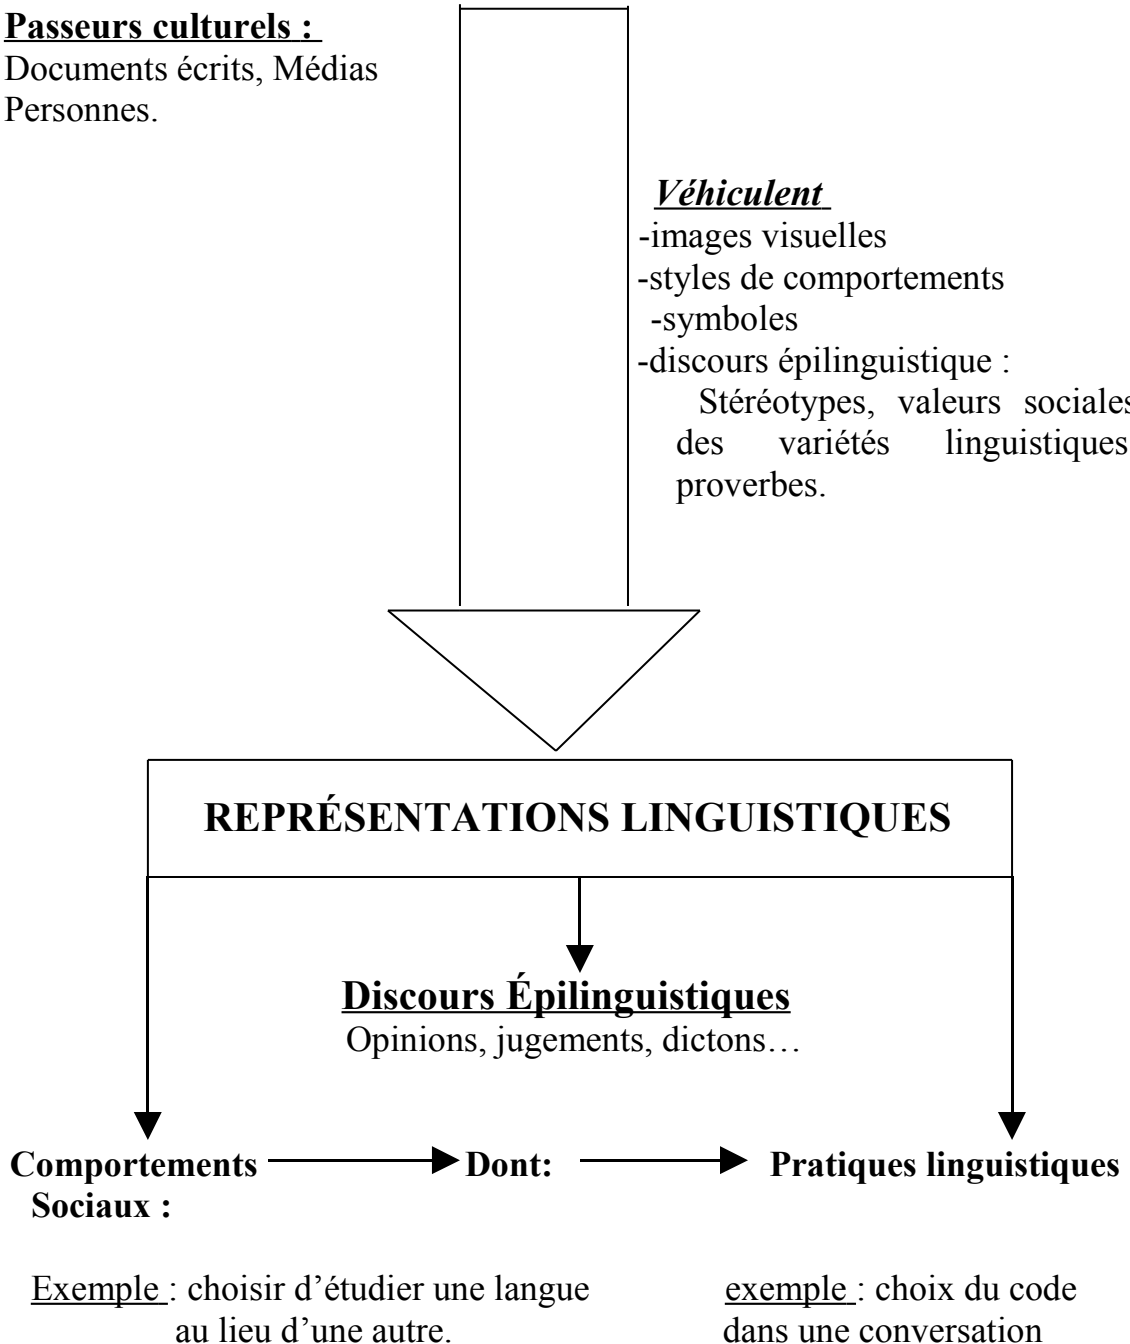 Passeurs culturels :
Documents écrits, Médias
Personnes.
Véhiculent
-images visuelles
-styles de comportements
-symboles
-discours épilinguistique :
Stéréotypes, valeurs sociales
des variétés linguistiques
proverbes.
REPRÉSENTATIONS LINGUISTIQUES
Discours Épilinguistiques
Opinions, jugements, dictons…
Comportements Dont: Pratiques linguistiques
Sociaux :
Exemple : choisir d’étudier une langue
au lieu d’une autre.
exemple : choix du code
dans une conversation